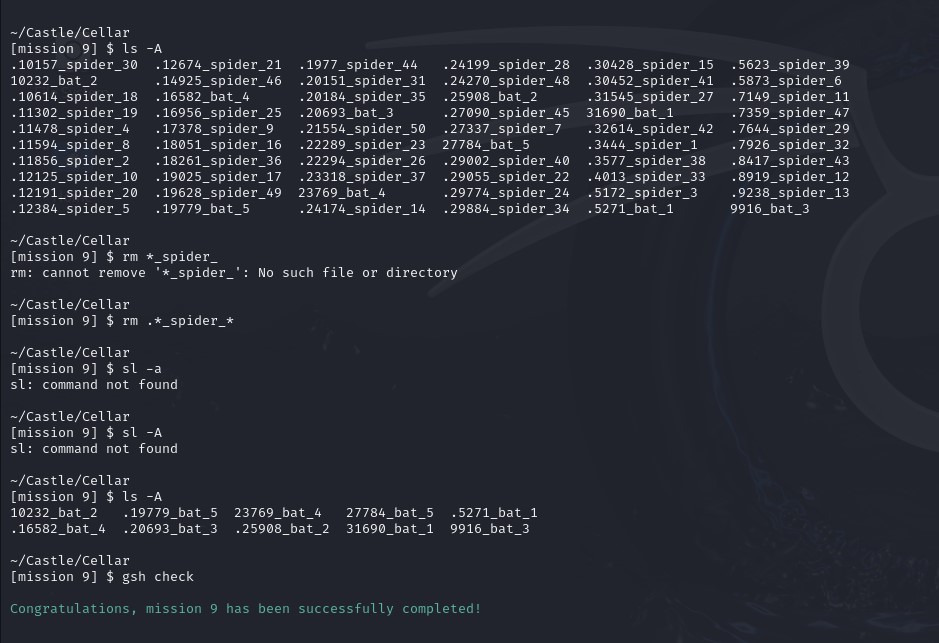 ~/Castle/Cellar
[mission 9] $ ls -A
.10157_spider_30  .12674_spider_21  .1977_spider_44   .24199_spider_28  .30428_spider_15  .5623_spider_39
10232_bat_2       .14925_spider_46  .20151_spider_31  .24270_spider_48  .30452_spider_41  .5873_spider_6
.10614_spider_18  .16582_bat_4      .20184_spider_35  .25908_bat_2      .31545_spider_27  .7149_spider_11
.11302_spider_19  .16956_spider_25  .20693_bat_3      .27090_spider_45  31690_bat_1       .7359_spider_47
.11478_spider_4   .17378_spider_9   .21554_spider_50  .27337_spider_7   .32614_spider_42  .7644_spider_29
.11594_spider_8   .18051_spider_16  .22289_spider_23  27784_bat_5       .3444_spider_1    .7926_spider_32
.11856_spider_2   .18261_spider_36  .22294_spider_26  .29002_spider_40  .3577_spider_38   .8417_spider_43
.12125_spider_10  .19025_spider_17  .23318_spider_37  .29055_spider_22  .4013_spider_33   .8919_spider_12
.12191_spider_20  .19628_spider_49  23769_bat_4       .29774_spider_24  .5172_spider_3    .9238_spider_13
.12384_spider_5   .19779_bat_5      .24174_spider_14  .29884_spider_34  .5271_bat_1       9916_bat_3
~/Castle/Cellar
[mission 9] $ rm *_spider_
rm: cannot remove '*_spider_': No such file or directory
~/Castle/Cellar
[mission 9] $ rm .*_spider_*
~/Castle/Cellar
[mission 9] $ sl -a
sl: command not found
~/Castle/Cellar
[mission 9] $ sl -A
sl: command not found
~/Castle/Cellar
[mission 9] $ ls -A
10232_bat_2   .19779_bat_5  23769_bat_4   27784_bat_5  .5271_bat_1
.16582_bat_4  .20693_bat_3  .25908_bat_2  31690_bat_1  9916_bat_3
~/Castle/Cellar
[mission 9] $ gsh check
Congratulations, mission 9 has been successfully completed!